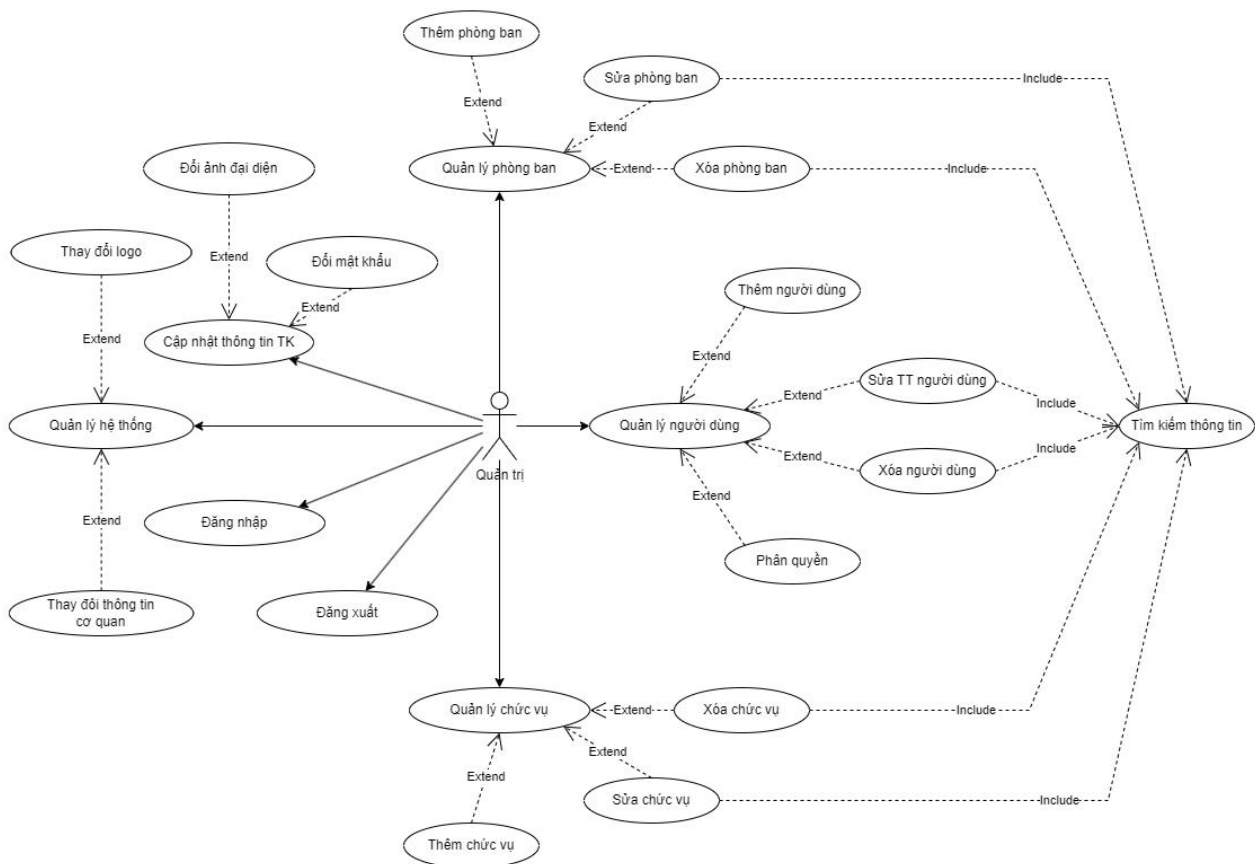 Thêm phòng ban
Sửa phòng ban
Include
Extend
Extend
Đổi ảnh đại diện
Quản lý phòng ban
Extend
Xóa phòng ban
Include
Thay đổi logo
Extend
Đổi mật khẩu
Thêm người dùng
Extend
Extend
Cập nhật thông tin TK
Extend
Sửa TT người dùng
Extend
Include
Quản lý hệ thống
Quản lý người dùng
Tìm kiếm thông tin
Include
Extend
Xóa người dùng
Quản trị
Extend
Extend
Đăng nhập
Phân quyền
Thay đổi thông tin
cơ quan
Đăng xuất
Quản lý chức vụ
Extend
Xóa chức vụ
Include
Extend
Extend
Sửa chức vụ
Include
Thêm chức vụ